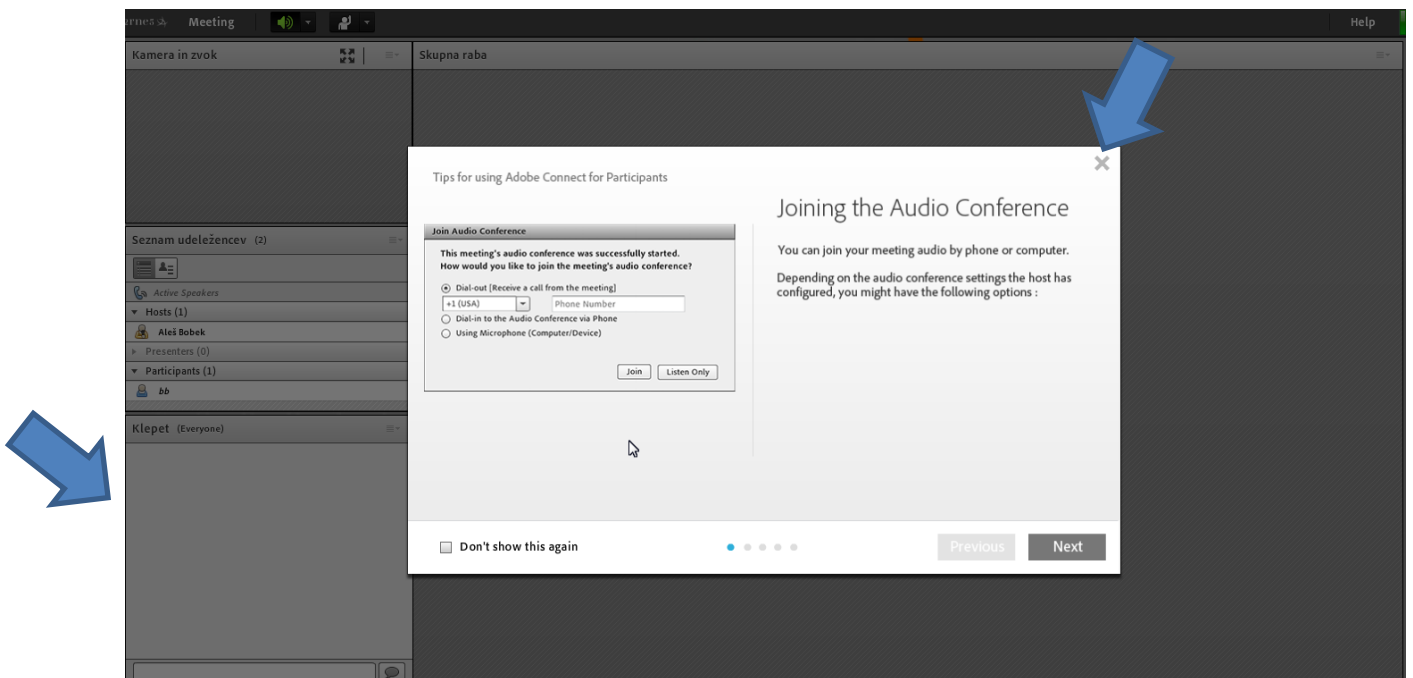 Meeting
Help
Kamera in zvok
Skupna raba
Seznam udeležencev (2)
Active Speakers
Hosts (1)
Aleš Bobek
Presenters (0)
Participants (1)
bb
Klepet (Everyone)
Tips for using Adobe Connect for Participants
Join Audio Conference
This meeting's audio conference was successfully started.
How would you like to join the meeting's audio conference?
Dial-out [Receive a call from the meeting]
+1 (USA)
Phone Number
Dial-in to the Audio Conference via Phone
Using Microphone (Computer/Device)
Join
Listen Only
Joining the Audio Conference
You can join your meeting audio by phone or computer.
Depending on the audio conference settings the host has
configured, you might have the following options :
Don't show this again
Previous
Next